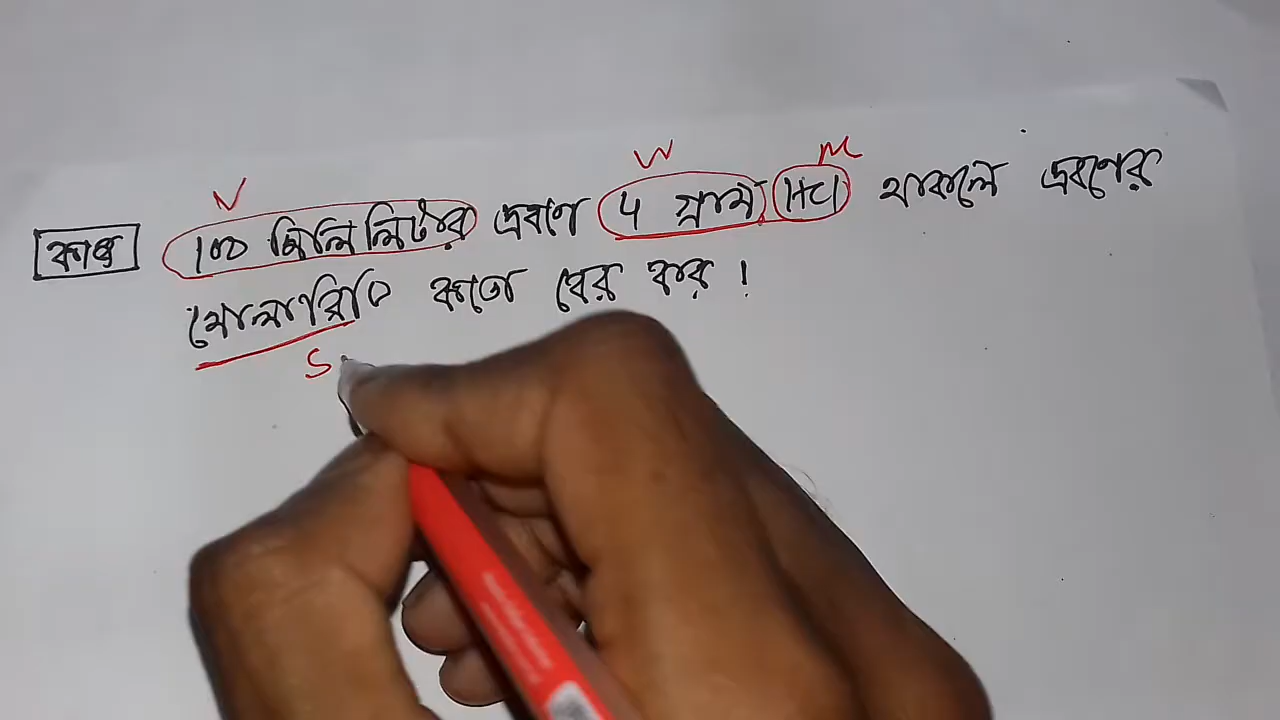 V W M
কাজ 100 মিলি লিটার দ্রবণে 4 গ্রাম HCl থাকলে দ্রবণের
মোলারিটি কতো বের কর !
S